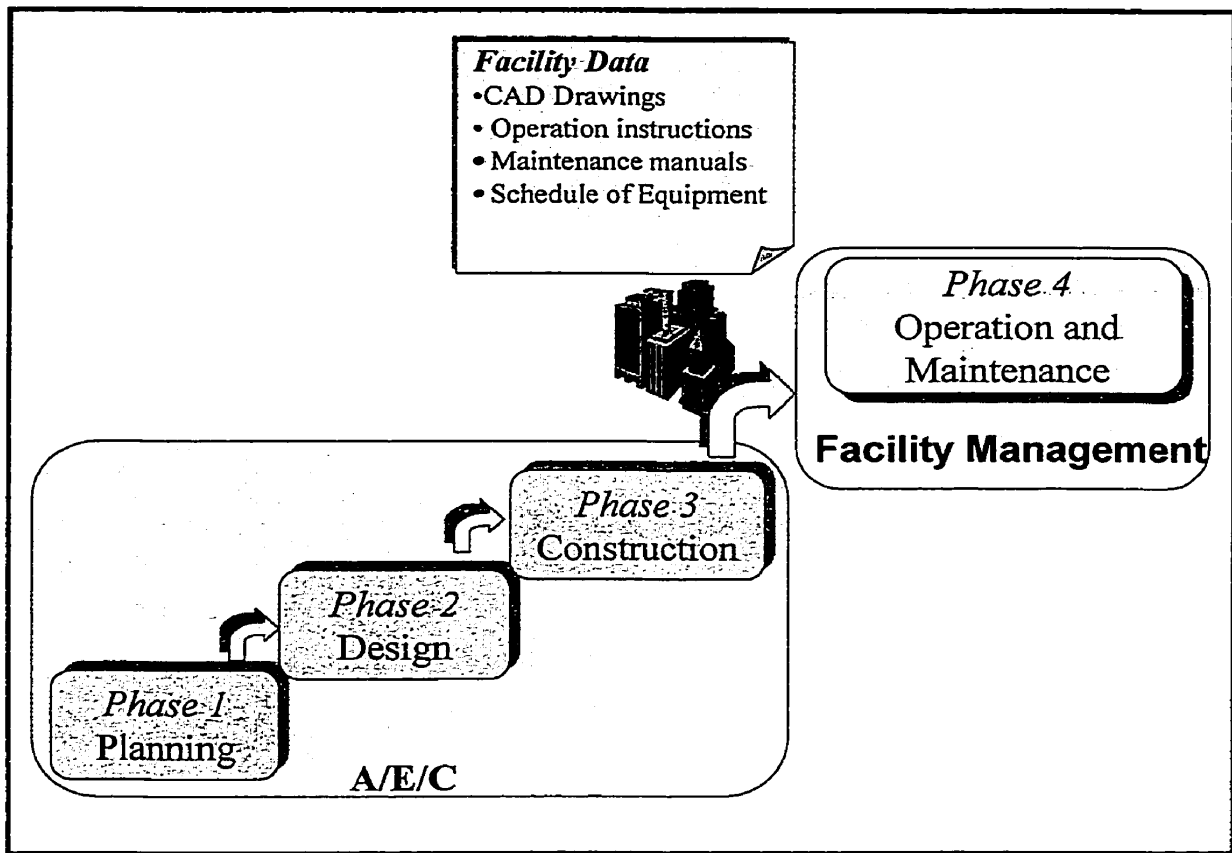 Facility Data
•CAD Drawings
• Operation instructions
• Maintenance manuals
• Schedule of Equipment
Phase 4
Operation and
Maintenance
Facility Management
Phase 3
Construction
Phase 2
Design
Phase 1
Planning
A/E/C